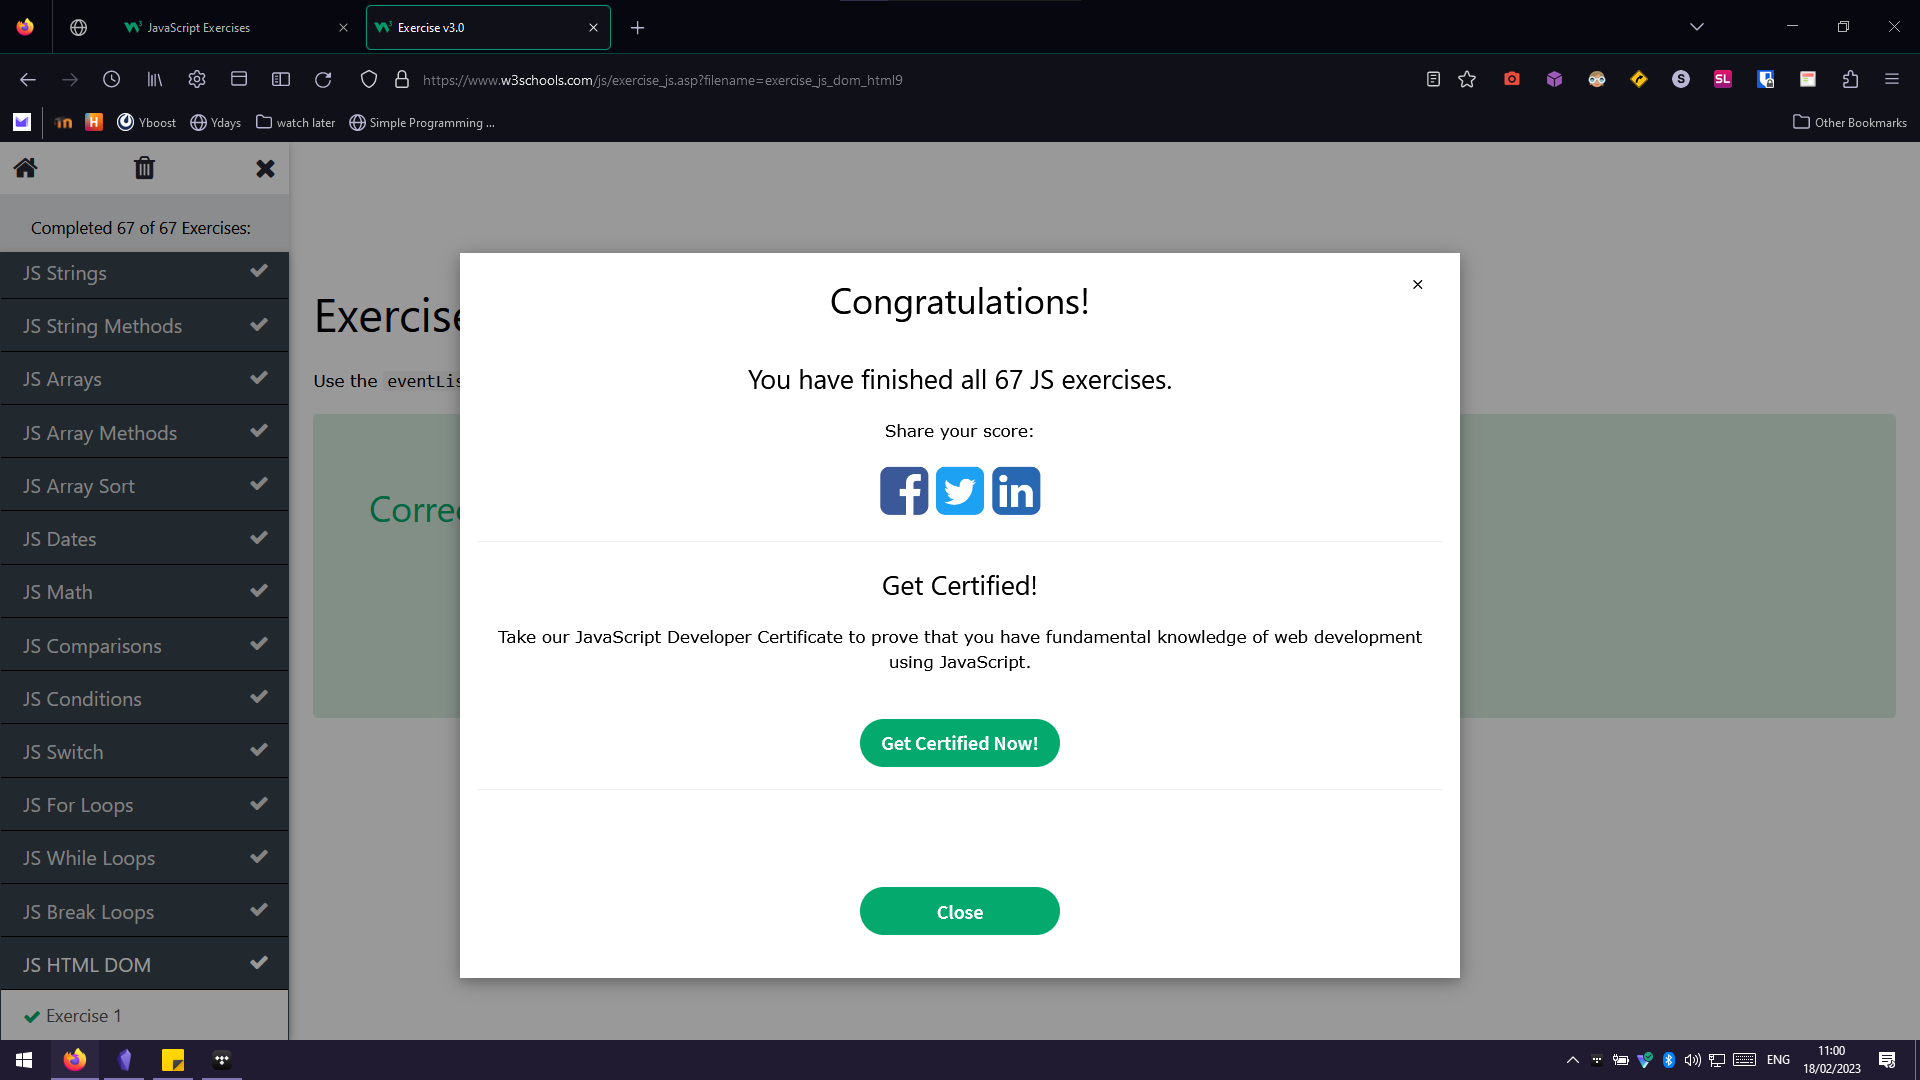 JavaScript Exercises
Exercise v3.0
https://www.w3schools.com/js/exercise_js.asp?filename=exercise_js_dom_html9
S
SL
in
H
Yboost
Ydays
watch later
Simple Programming ...
Other Bookmarks
Completed 67 of 67 Exercises:
JS Strings
JS String Methods
JS Arrays
JS Array Methods
JS Array Sort
JS Dates
JS Math
JS Comparisons
JS Conditions
JS Switch
JS For Loops
JS While Loops
JS Break Loops
JS HTML DOM
Exercise 1
Exercise
Use the eventLis
Correc
Congratulations!
×
You have finished all 67 JS exercises.
Share your score:
Get Certified!
Take our JavaScript Developer Certificate to prove that you have fundamental knowledge of web development
using JavaScript.
Get Certified Now!
Close
ENG
11:00
18/02/2023